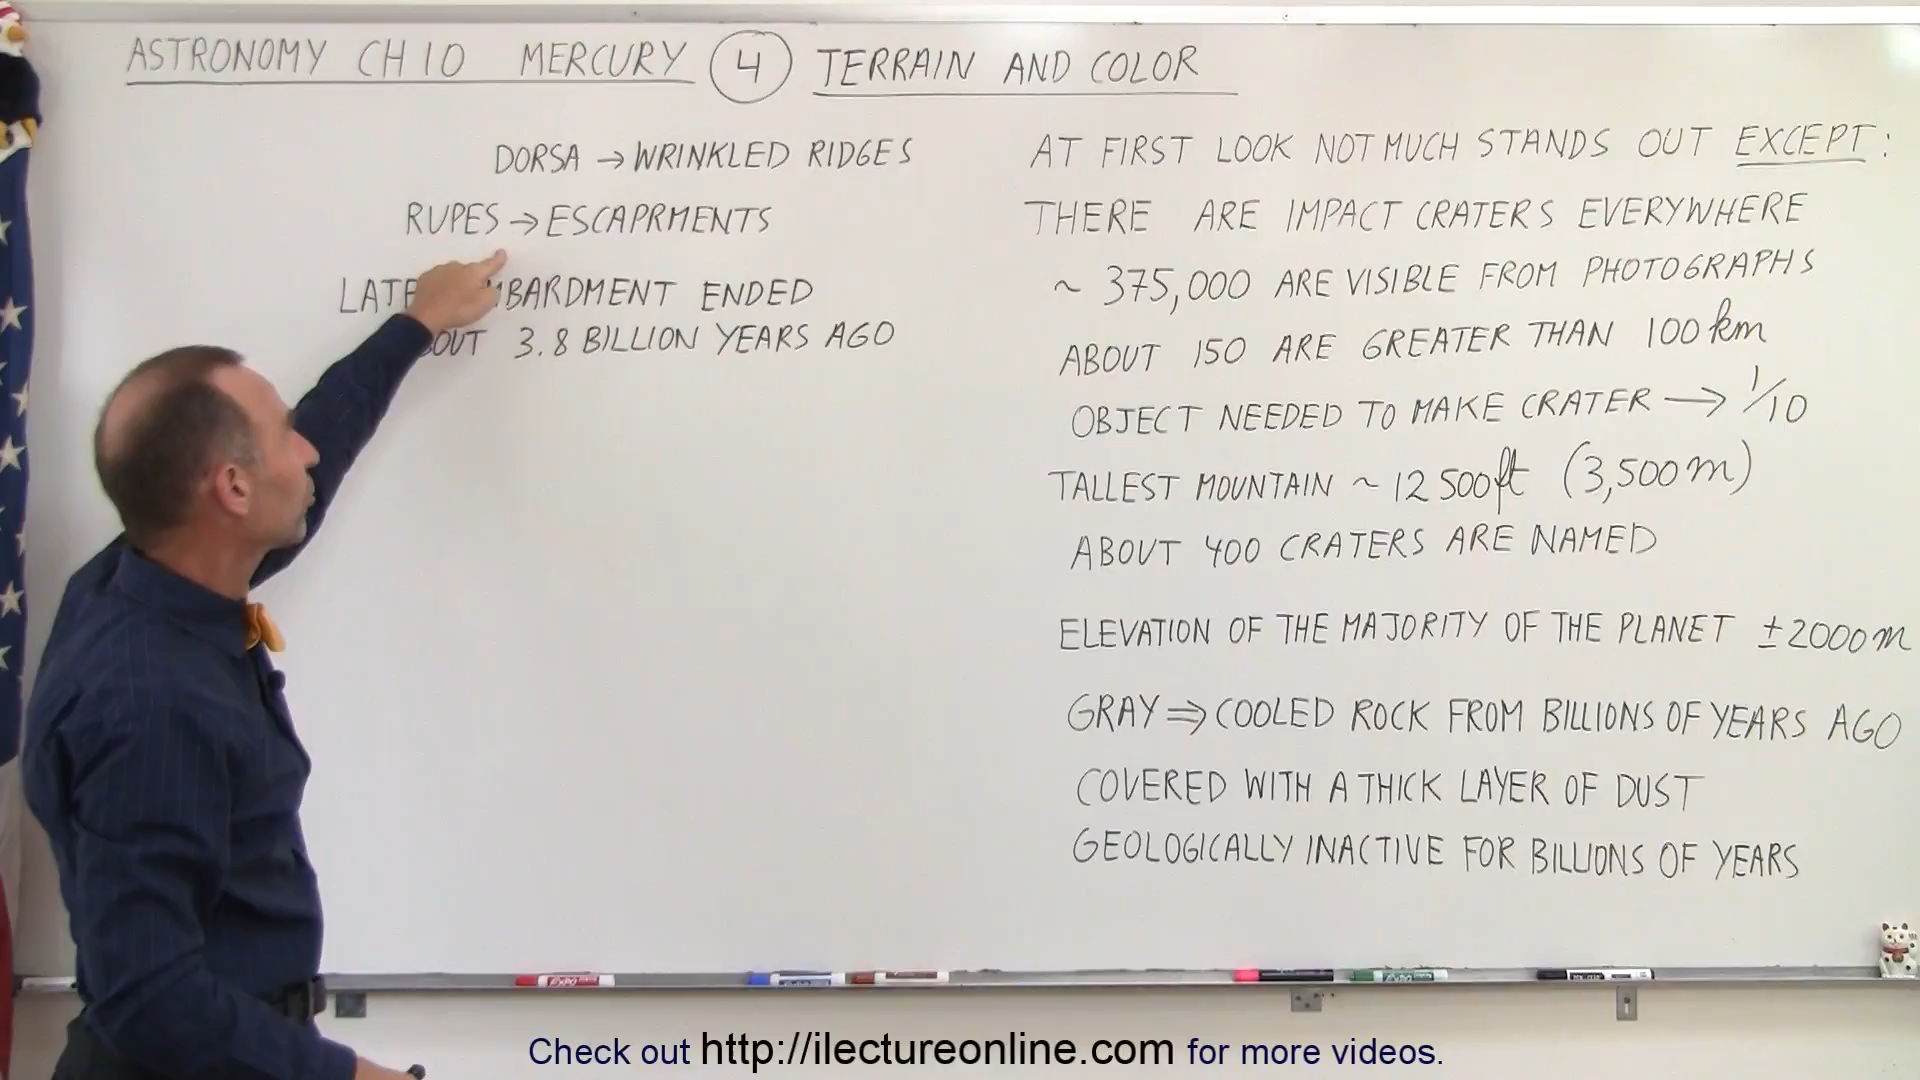 ASTRONOMY CH 10 MERCURY 4 TERRAIN AND COLOR
DORSA → WRINKLED RIDGES
RUPES → ESCAPRMENTS
ENDED
3.8 BILLION YEARS AGO
AT FIRST LOOK NOT MUCH STANDS OUT EXCEPT:
THERE ARE IMPACT CRATERS EVERYWHERE
~ 375,000 ARE VISIBLE FROM PHOTOGRAPHS
ABOUT 150 ARE GREATER THAN 100 km
OBJECT NEEDED TO MAKE CRATER → 1/10
TALLEST MOUNTAIN ~ 12 500 ft (3,500 m)
ABOUT 400 CRATERS ARE NAMED
ELEVATION OF THE MAJORITY OF THE PLANET ±2000 m
GRAY ⇒ COOLED ROCK FROM BILLIONS OF YEARS AGO
COVERED WITH A THICK LAYER OF DUST
GEOLOGICALLY INACTIVE FOR BILLIONS OF YEARS
Check out http://ilectureonline.com for more videos.